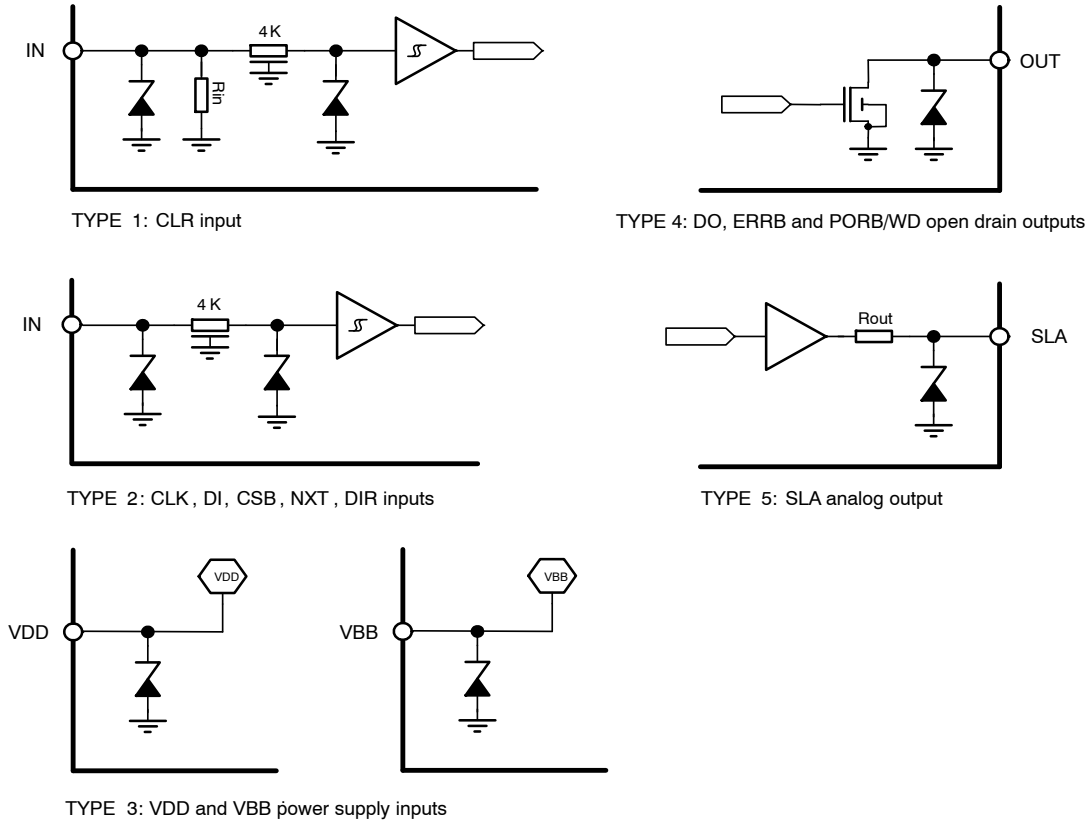 IN
4 K
Rin
TYPE 1: CLR input
OUT
TYPE 4: DO, ERRB and PORB/WD open drain outputs
IN
4 K
TYPE 2: CLK, DI, CSB, NXT, DIR inputs
Rout
SLA
TYPE 5: SLA analog output
VDD
VDD
VBB
VBB
TYPE 3: VDD and VBB power supply inputs